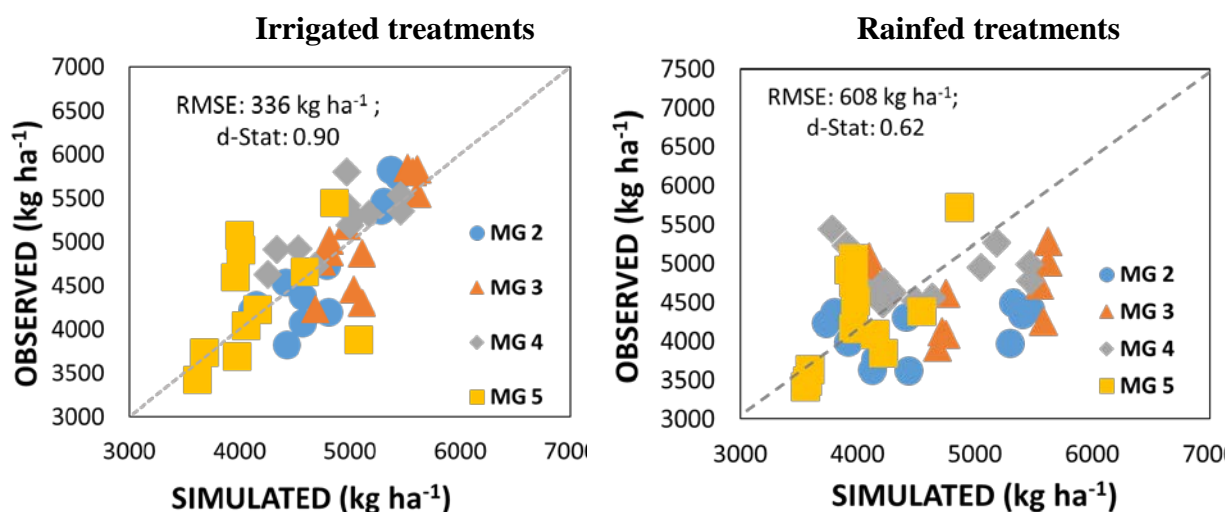 Irrigated treatments
7000
6500
6000
5500
5000
4500
4000
3500
3000
OBSERVED (kg ha⁻¹)
RMSE: 336 kg ha⁻¹ ;
d-Stat: 0.90
MG 2
MG 3
MG 4
MG 5
3000 4000 5000 6000 7000
SIMULATED (kg ha⁻¹)
Rainfed treatments
7500
7000
6500
6000
5500
5000
4500
4000
3500
3000
OBSERVED (kg ha⁻¹)
RMSE: 608 kg ha⁻¹;
d-Stat: 0.62
MG 2
MG 3
MG 4
MG 5
3000 4000 5000 6000 7000
SIMULATED (kg ha⁻¹)